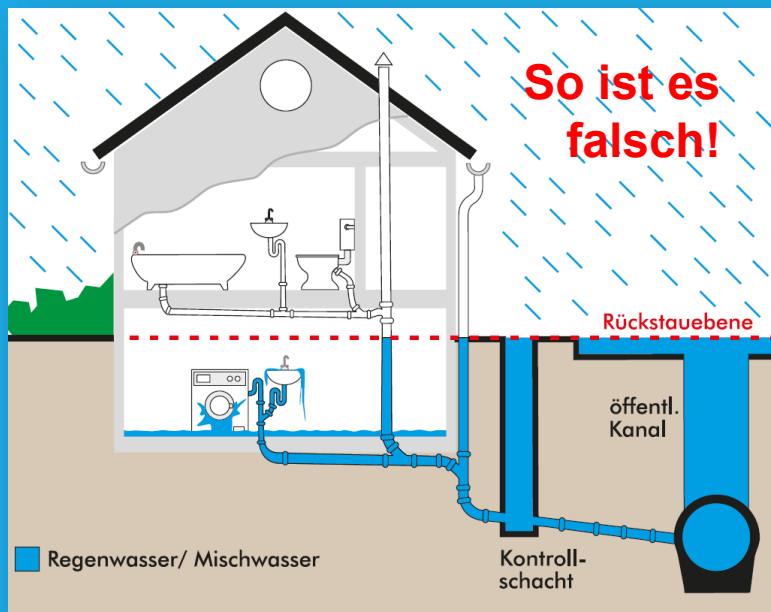 So ist es
falsch!
Rückstauebene
öffentl.
Kanal
Regenwasser/ Mischwasser
Kontroll-
schacht